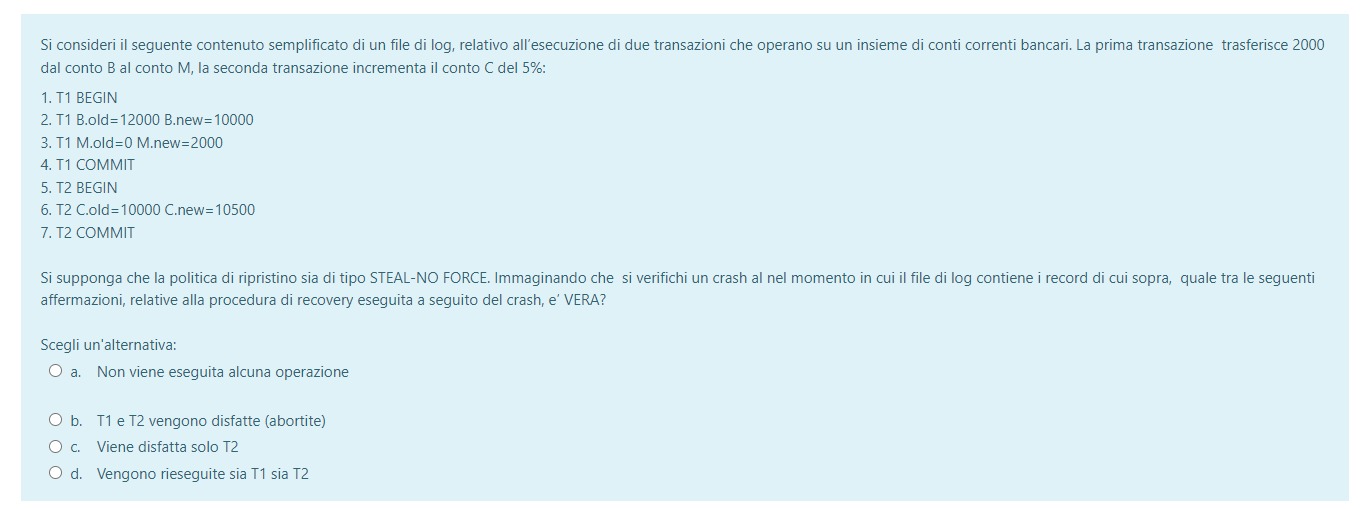 Si consideri il seguente contenuto semplificato di un file di log, relativo all'esecuzione di due transazioni che operano su un insieme di conti correnti bancari. La prima transazione trasferisce 2000
dal conto B al conto M, la seconda transazione incrementa il conto C del 5%:
1. T1 BEGIN
2. T1 B.old=12000 B.new=10000
3. T1 M.old=0 M.new=2000
4. T1 COMMIT
5. T2 BEGIN
6. T2 C.old=10000 C.new=10500
7. T2 COMMIT
Si supponga che la politica di ripristino sia di tipo STEAL-NO FORCE. Immaginando che si verifichi un crash al nel momento in cui il file di log contiene i record di cui sopra, quale tra le seguenti
affermazioni, relative alla procedura di recovery eseguita a seguito del crash, e' VERA?
Scegli un'alternativa:
a. Non viene eseguita alcuna operazione
b. T1 e T2 vengono disfatte (abortite)
c. Viene disfatta solo T2
d. Vengono rieseguite sia T1 sia T2